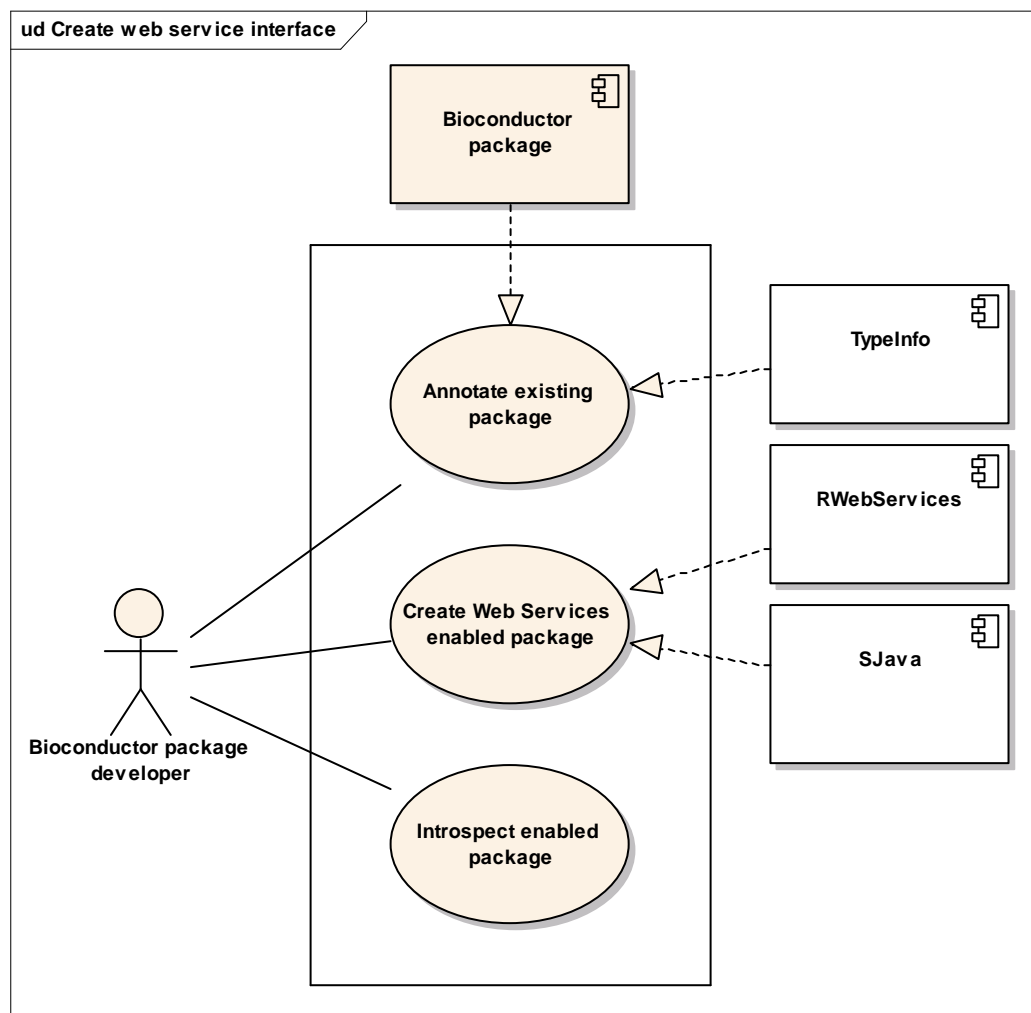 ud Create web service interface
Bioconductor
package
TypeInfo
Annotate existing
package
RWebServices
Create Web Services
enabled package
SJava
Bioconductor package
developer
Introspect enabled
package